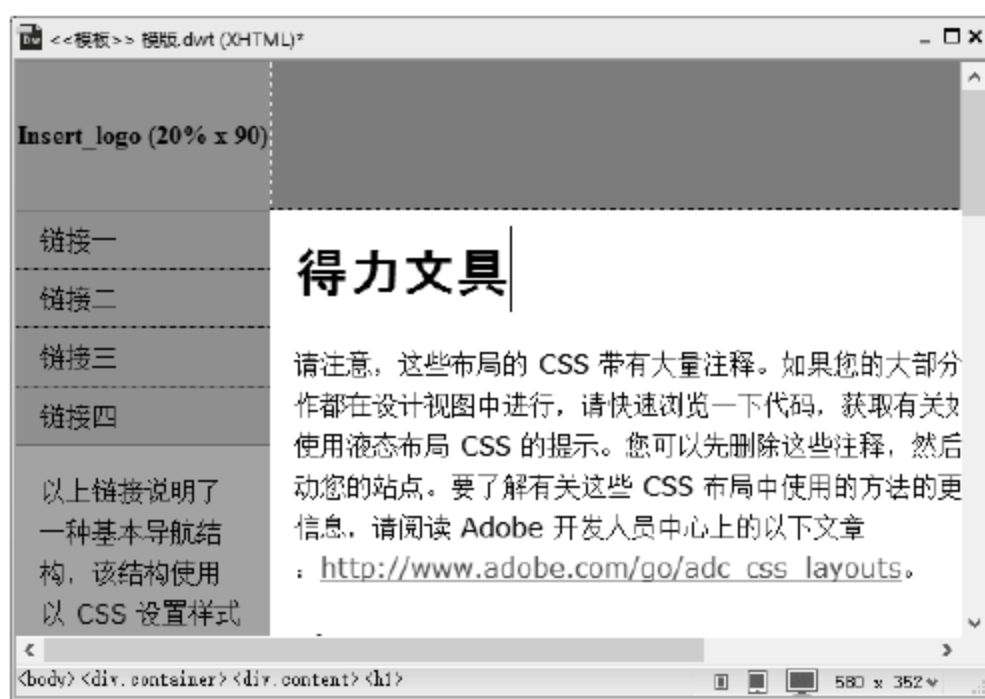 <<模板>> 模版.dwt (XHTML)*
Insert_logo (20% x 90)
链接一
链接二
链接三
链接四
以上链接说明了
一种基本导航结
构，该结构使用
以 CSS 设置样式
得力文具
请注意，这些布局的 CSS 带有大量注释。如果您的大部分
作都在设计视图中进行，请快速浏览一下代码，获取有关如
使用液态布局 CSS 的提示。您可以先删除这些注释，然后
动您的站点。要了解有关这些 CSS 布局中使用的方法的更
信息，请阅读 Adobe 开发人员中心上的以下文章
：http://www.adobe.com/go/adc_css_layouts。
<body> <div.container> <div.content> <h1>
580 x 352